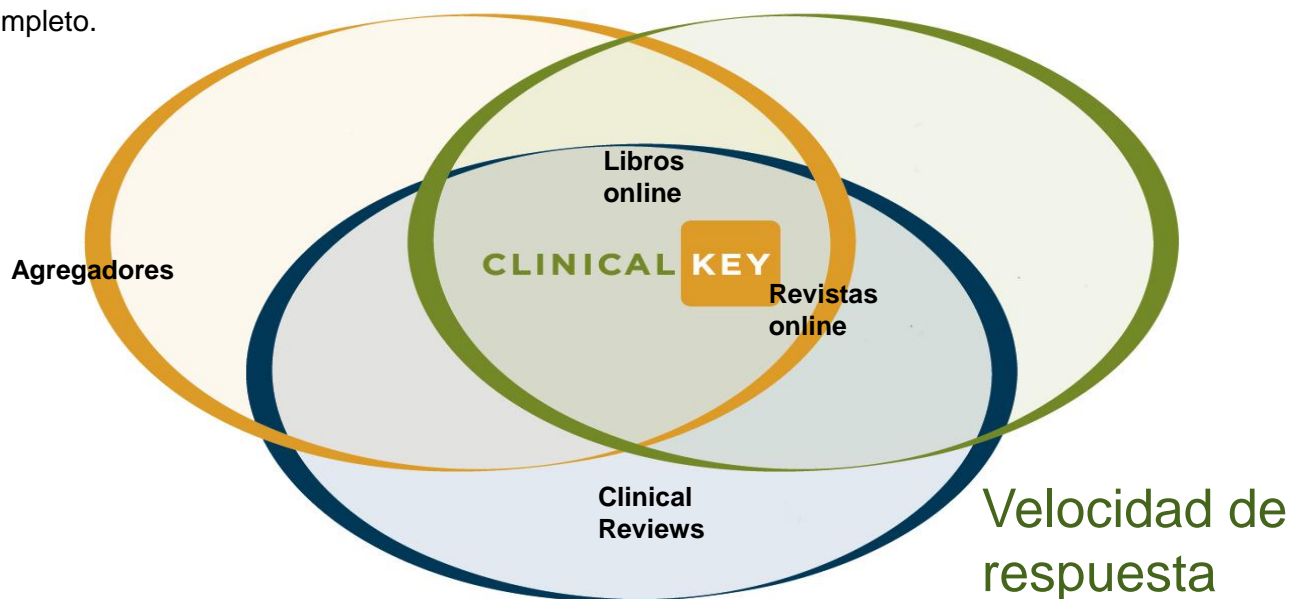 mpleto.
Libros
online
CLINICAL KEY
Agregadores
Revistas
online
Clinical
Reviews
Velocidad de
respuesta